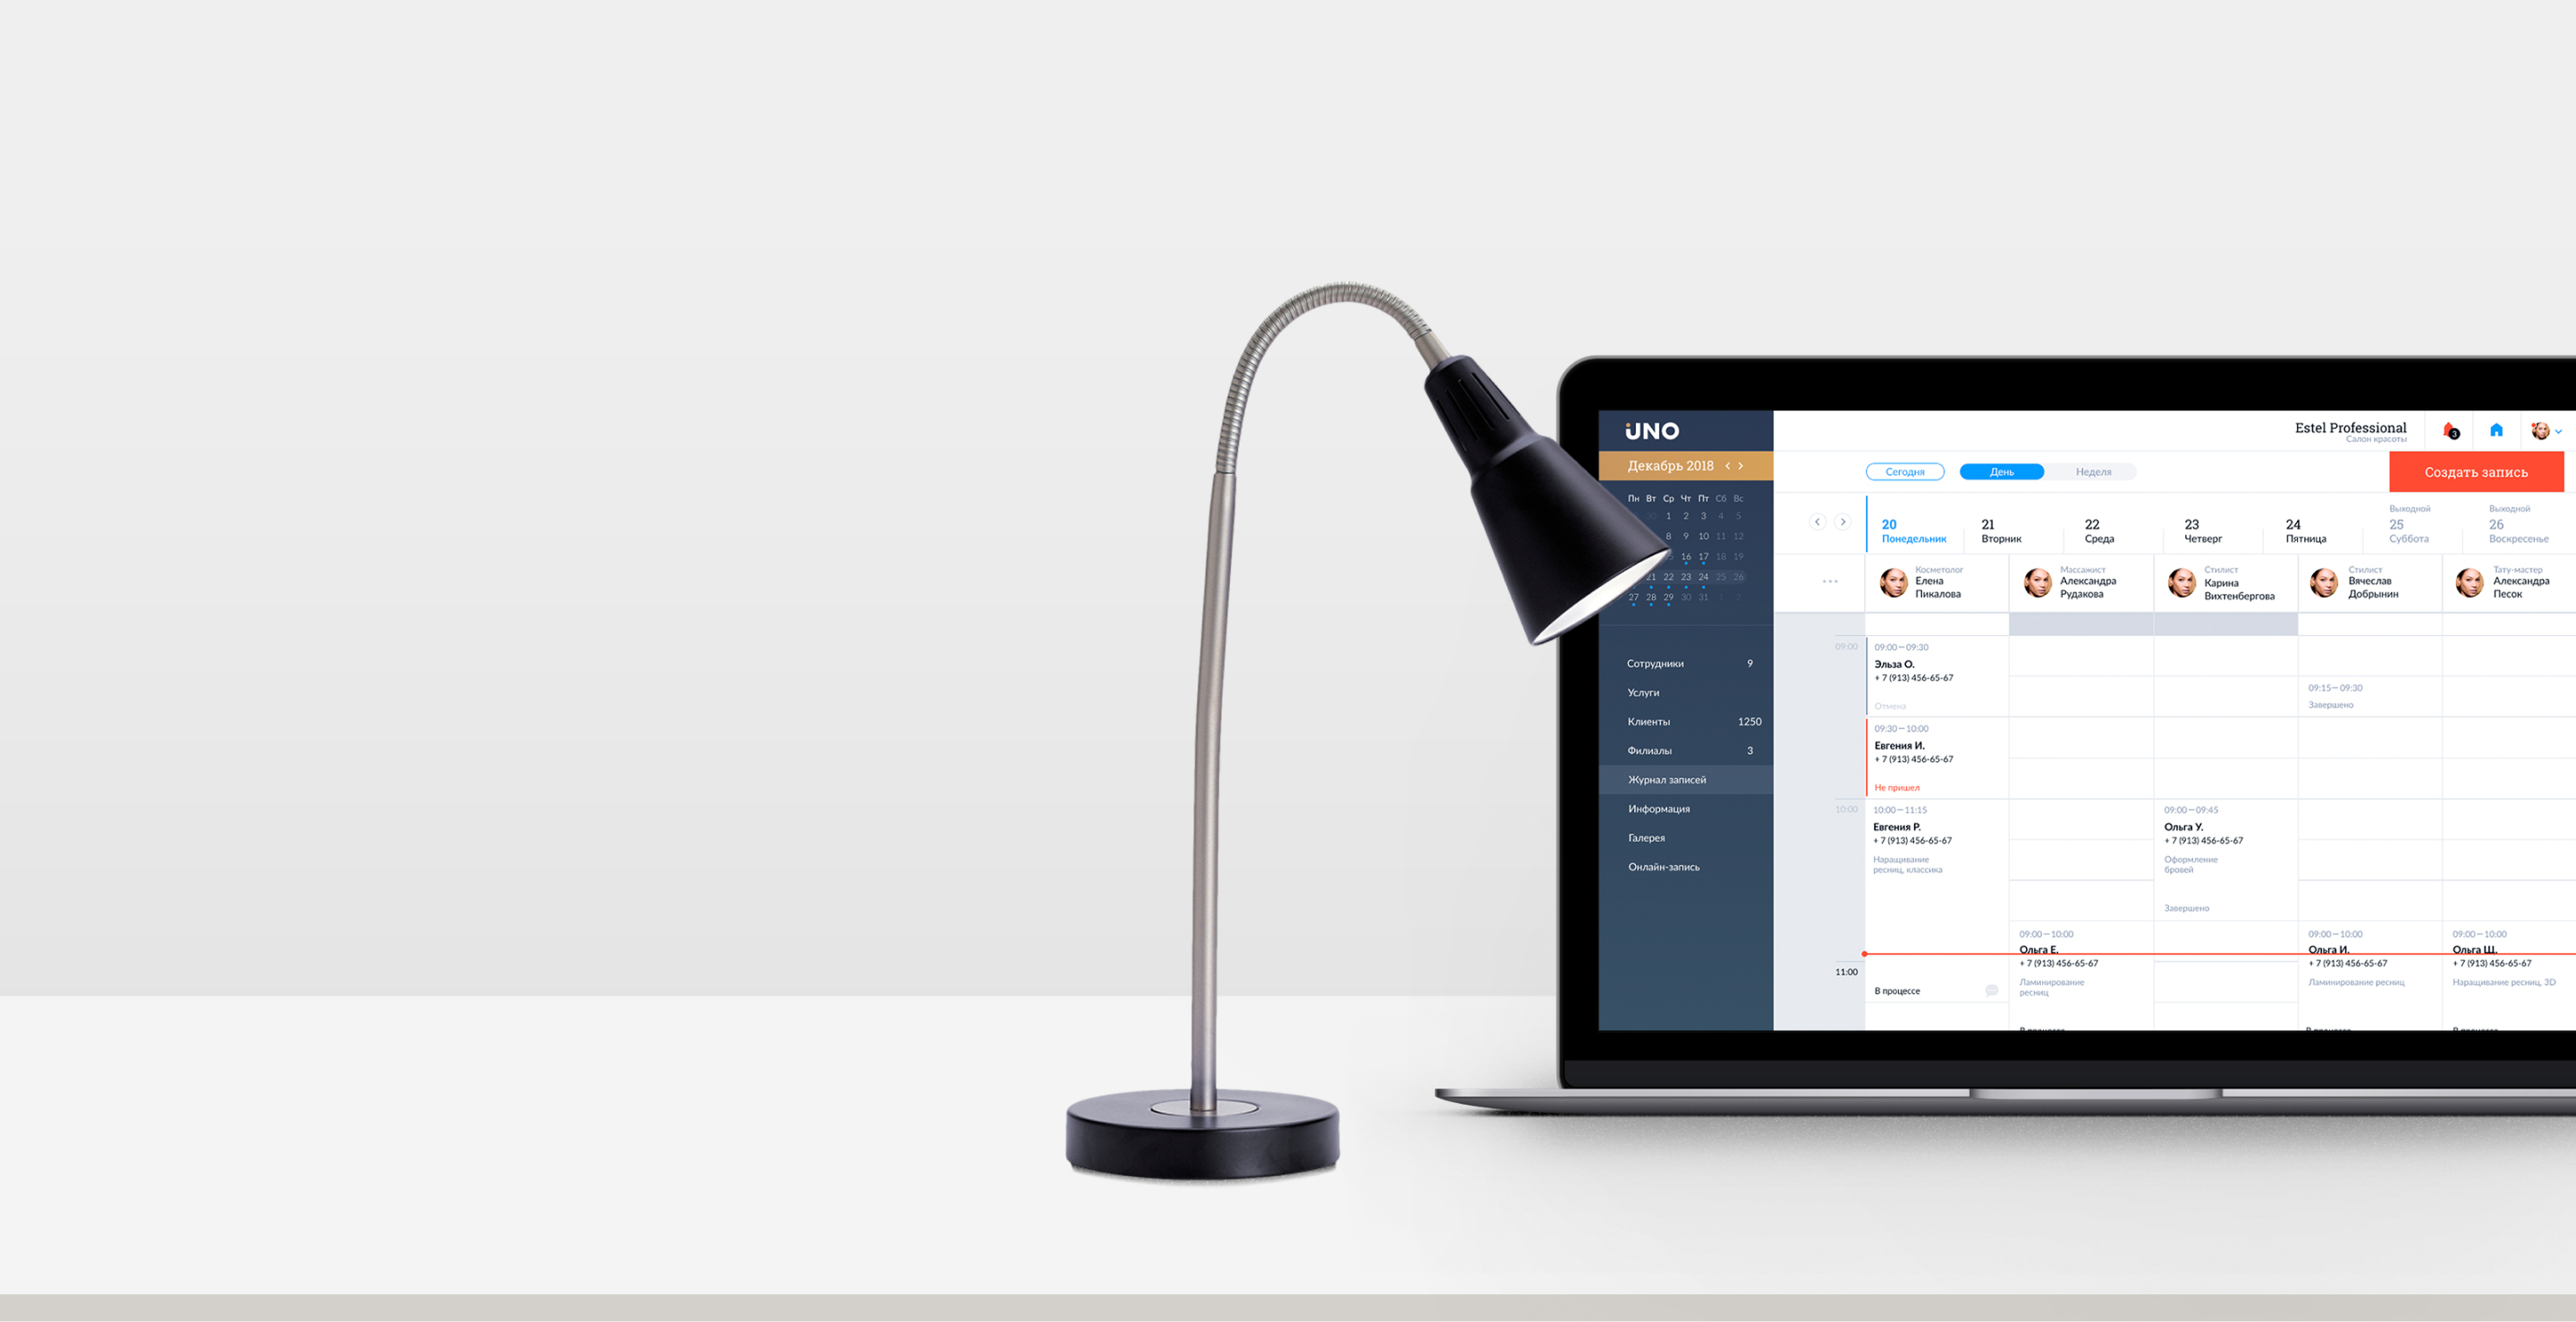 UNO
Estel Professional
Салон красоты
3
Декабрь 2018
Сегодня
День
Неделя
Создать запись
Пн Вт Ср Чт Пт Сб Вс
30 1 2 3 4 5
8 9 10 11 12
16 17 18 19
21 22 23 24 25 26
27 28 29 30 31 1 2
20
Понедельник
21
Вторник
22
Среда
23
Четверг
24
Пятница
Выходной
25
Суббота
Выходной
26
Воскресенье
Косметолог
Елена
Пикалова
Массажист
Александра
Рудакова
Стилист
Карина
Вихтенбергова
Стилист
Вячеслав
Добрынин
Тату-мастер
Александра
Песок
Сотрудники 9
Услуги
Клиенты 1250
Филиалы 3
Журнал записей
Информация
Галерея
Онлайн-запись
09:00
09:00—09:30
Эльза О.
+ 7 (913) 456-65-67
Отмена
09:15—09:30
Завершено
09:30—10:00
Евгения И.
+ 7 (913) 456-65-67
Не пришел
10:00
10:00—11:15
Евгения Р.
+ 7 (913) 456-65-67
Наращивание
ресниц, классика
В процессе
09:00—09:45
Ольга У.
+ 7 (913) 456-65-67
Оформление
бровей
Завершено
11:00
09:00—10:00
Ольга Е.
+ 7 (913) 456-65-67
Ламинирование
ресниц
09:00—10:00
Ольга И.
+ 7 (913) 456-65-67
Ламинирование ресниц
09:00—10:00
Ольга Ш.
+ 7 (913) 456-65-67
Наращивание ресниц, 3D